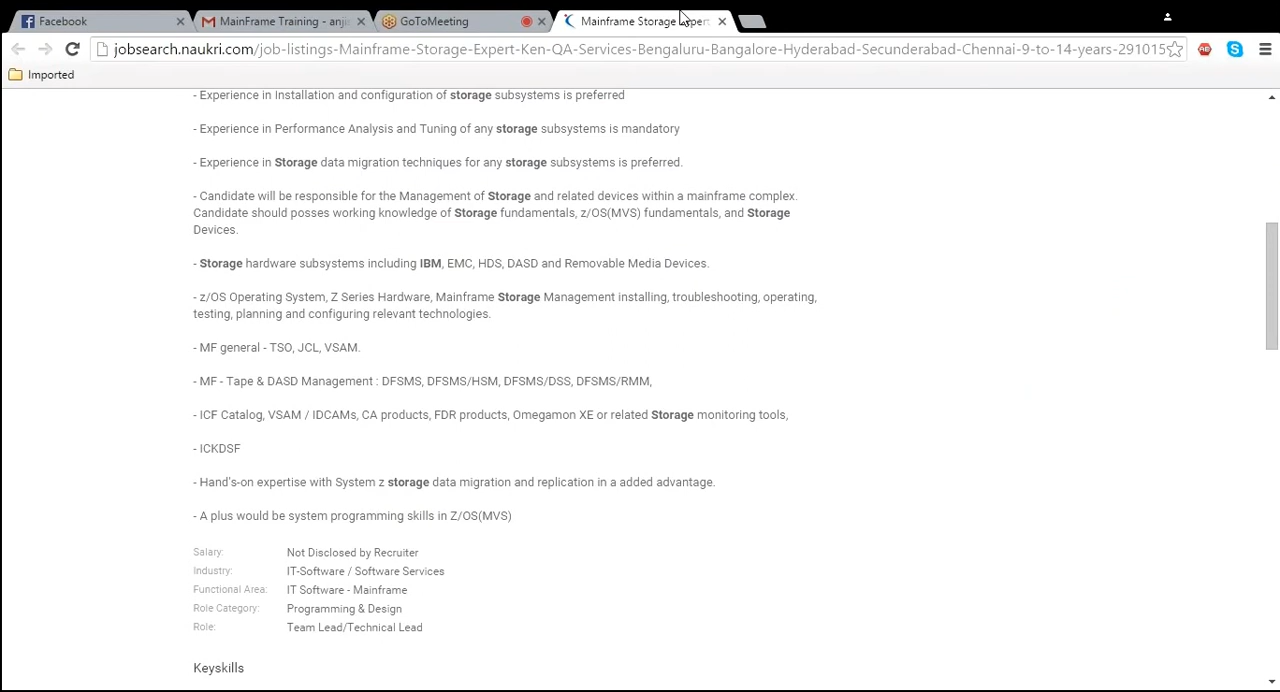 Facebook
MainFrame Training - anji
GoToMeeting
Mainframe Storage Expert
jobsearch.naukri.com/job-listings-Mainframe-Storage-Expert-Ken-QA-Services-Bengaluru-Bangalore-Hyderabad-Secunderabad-Chennai-9-to-14-years-291015
Imported
- Experience in Installation and configuration of storage subsystems is preferred
- Experience in Performance Analysis and Tuning of any storage subsystems is mandatory
- Experience in Storage data migration techniques for any storage subsystems is preferred.
- Candidate will be responsible for the Management of Storage and related devices within a mainframe complex.
Candidate should posses working knowledge of Storage fundamentals, z/OS(MVS) fundamentals, and Storage
Devices.
- Storage hardware subsystems including IBM, EMC, HDS, DASD and Removable Media Devices.
- z/OS Operating System, Z Series Hardware, Mainframe Storage Management installing, troubleshooting, operating,
testing, planning and configuring relevant technologies.
- MF general - TSO, JCL, VSAM.
- MF - Tape & DASD Management : DFSMS, DFSMS/HSM, DFSMS/DSS, DFSMS/RMM,
- ICF Catalog, VSAM / IDCAMs, CA products, FDR products, Omegamon XE or related Storage monitoring tools,
- ICKDSF
- Hand's-on expertise with System z storage data migration and replication in a added advantage.
- A plus would be system programming skills in Z/OS(MVS)
Salary: Not Disclosed by Recruiter
Industry: IT-Software / Software Services
Functional Area: IT Software - Mainframe
Role Category: Programming & Design
Role: Team Lead/Technical Lead
Keyskills